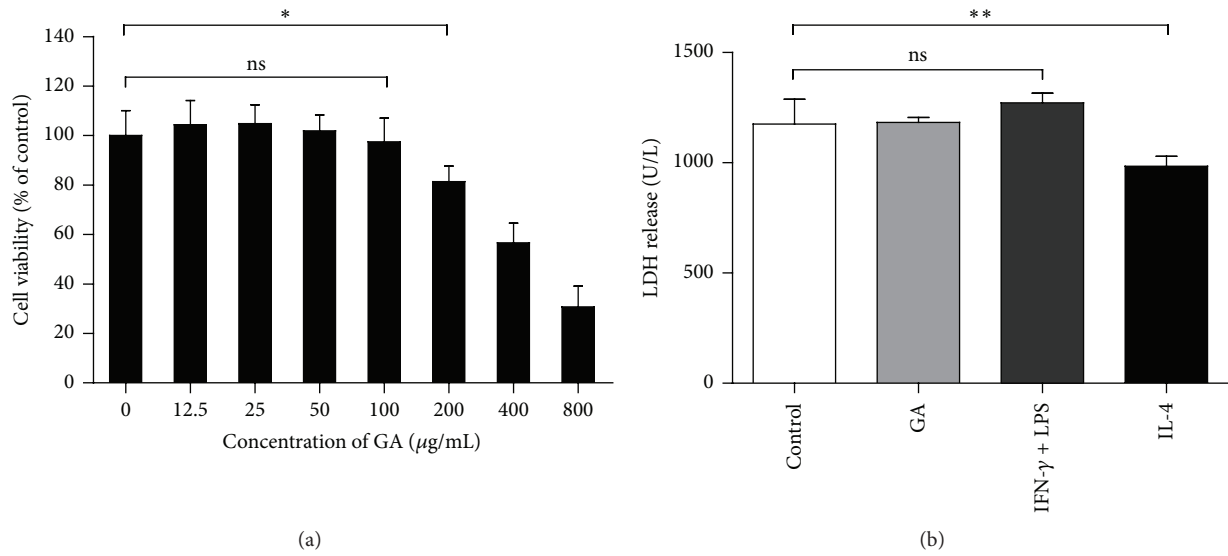 *
ns
140
120
100
80
60
40
20
0
Cell viability (% of control)
0 12.5 25 50 100 200 400 800
Concentration of GA (μg/mL)
(a)
**
ns
1500
1000
500
0
LDH release (U/L)
Control
GA
IFN-γ + LPS
IL-4
(b)